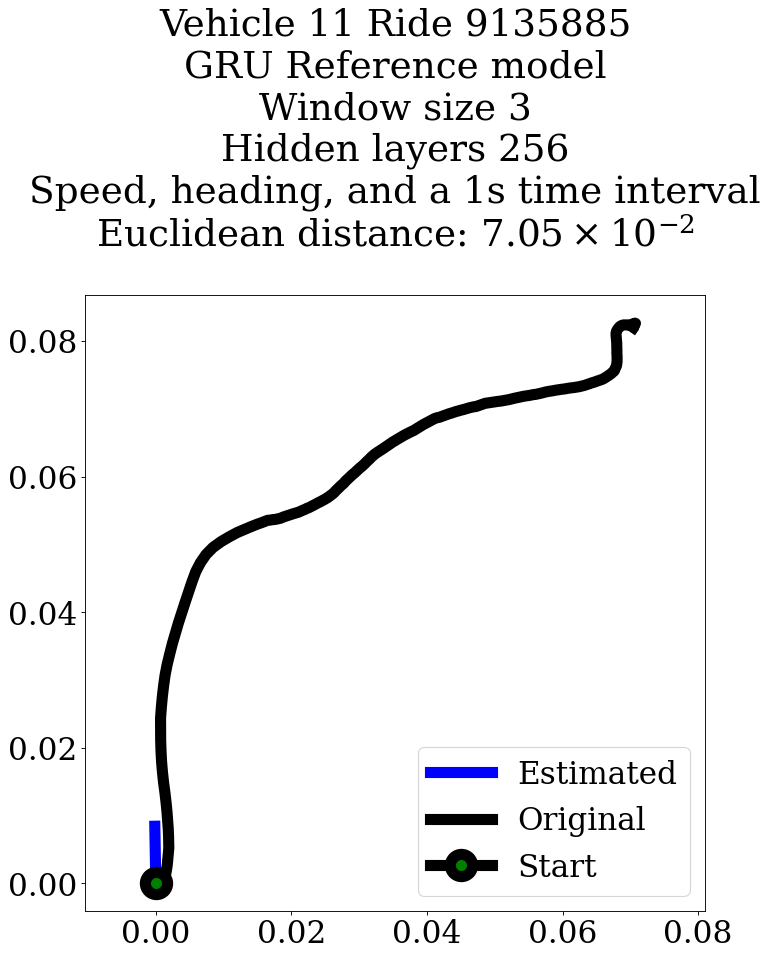 Vehicle 11 Ride 9135885
GRU Reference model
Window size 3
Hidden layers 256
Speed, heading, and a 1s time interval
Euclidean distance: 7.05 × 10⁻²
0.08
0.06
0.04
0.02
0.00
Estimated
Original
Start
0.00 0.02 0.04 0.06 0.08